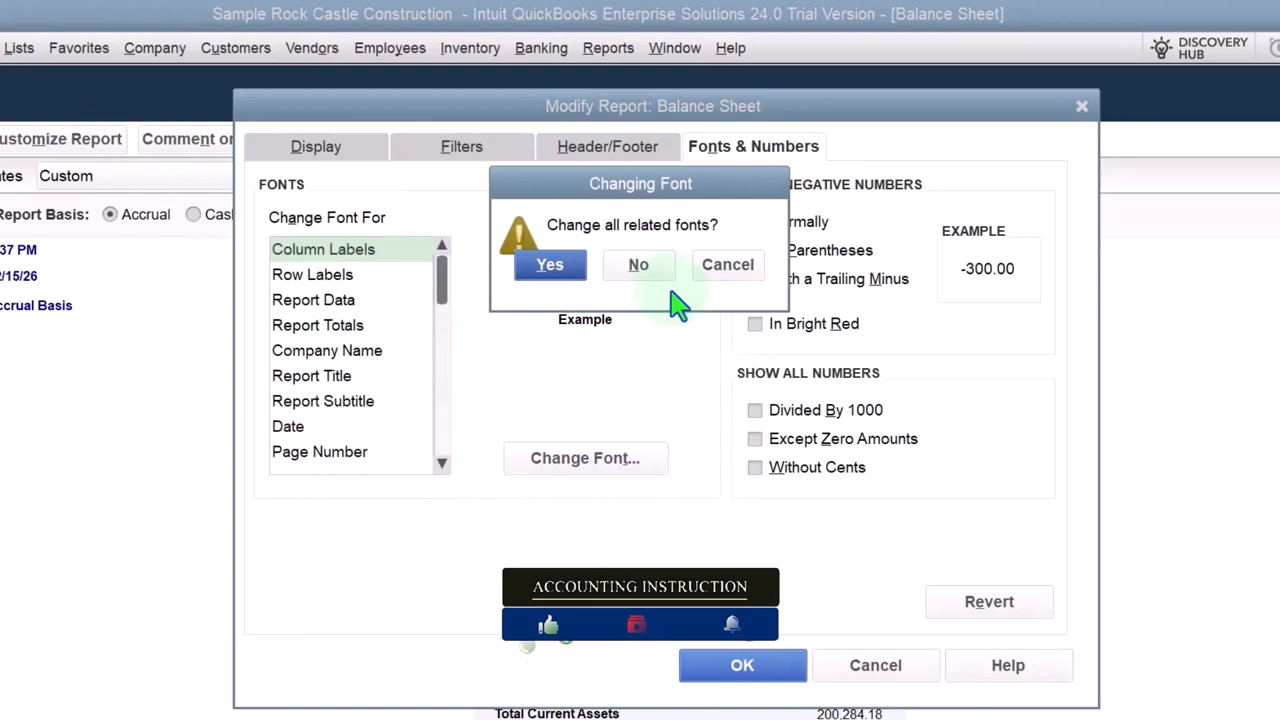 Sample Rock Castle Construction - Intuit QuickBooks Enterprise Solutions 24.0 Trial Version - [Balance Sheet]
Lists Favorites Company Customers Vendors Employees Inventory Banking Reports Window Help
DISCOVERY
HUB
Modify Report: Balance Sheet
ustomize Report Comment or
Display Filters Header/Footer Fonts & Numbers
tes Custom
Report Basis: Accrual Cas
37 PM
2/15/26
ccrual Basis
FONTS
Change Font For
Column Labels
Row Labels
Report Data
Report Totals
Company Name
Report Title
Report Subtitle
Date
Page Number
Changing Font
Change all related fonts?
Yes No Cancel
Example
Change Font...
NEGATIVE NUMBERS
rmally
Parentheses
h a Trailing Minus
In Bright Red
EXAMPLE
-300.00
SHOW ALL NUMBERS
Divided By 1000
Except Zero Amounts
Without Cents
ACCOUNTING INSTRUCTION
Revert
OK Cancel Help
Total Current Assets 200,284.18